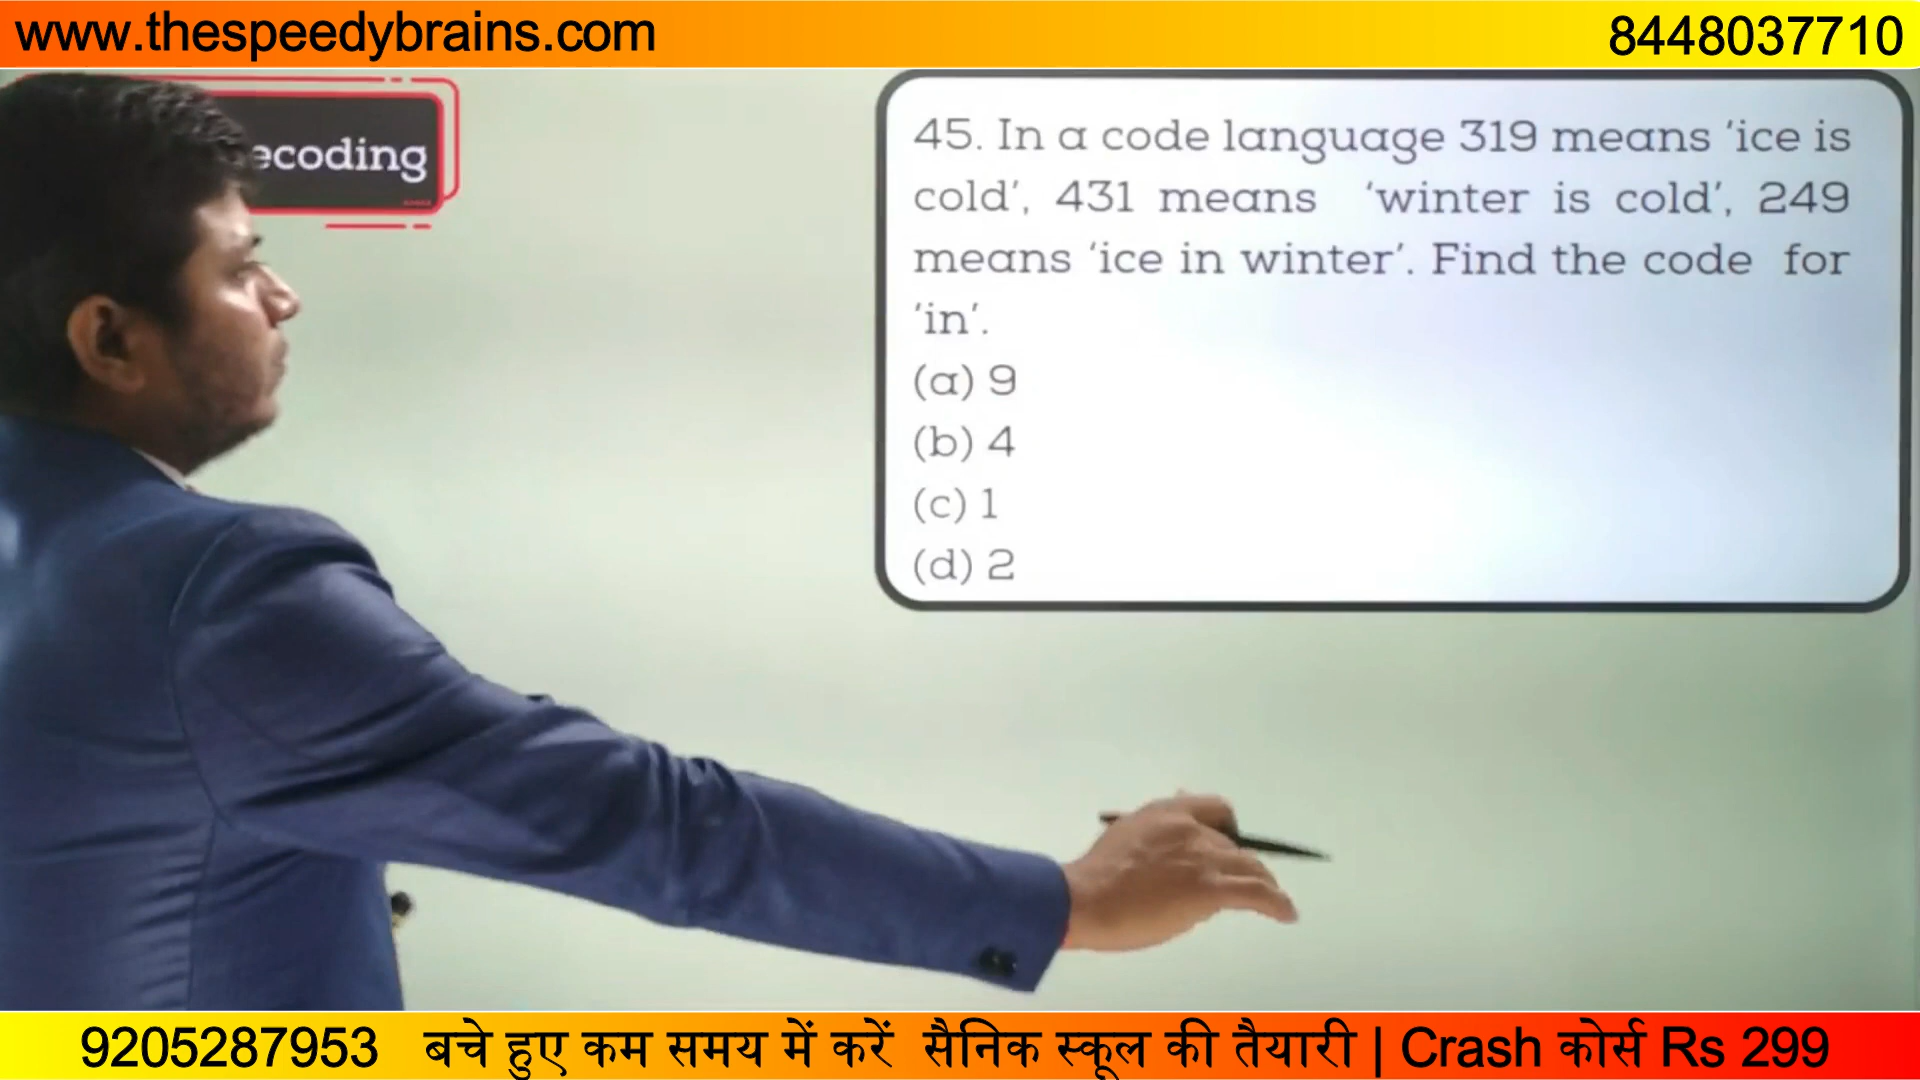 www.thespeedybrains.com
8448037710
ecoding
45. In a code language 319 means ‘ice is
cold’, 431 means ‘winter is cold’, 249
means ‘ice in winter’. Find the code for
‘in’.
(a) 9
(b) 4
(c) 1
(d) 2
9205287953 बचे हुए कम समय में करें सैनिक स्कूल की तैयारी | Crash कोर्स Rs 299